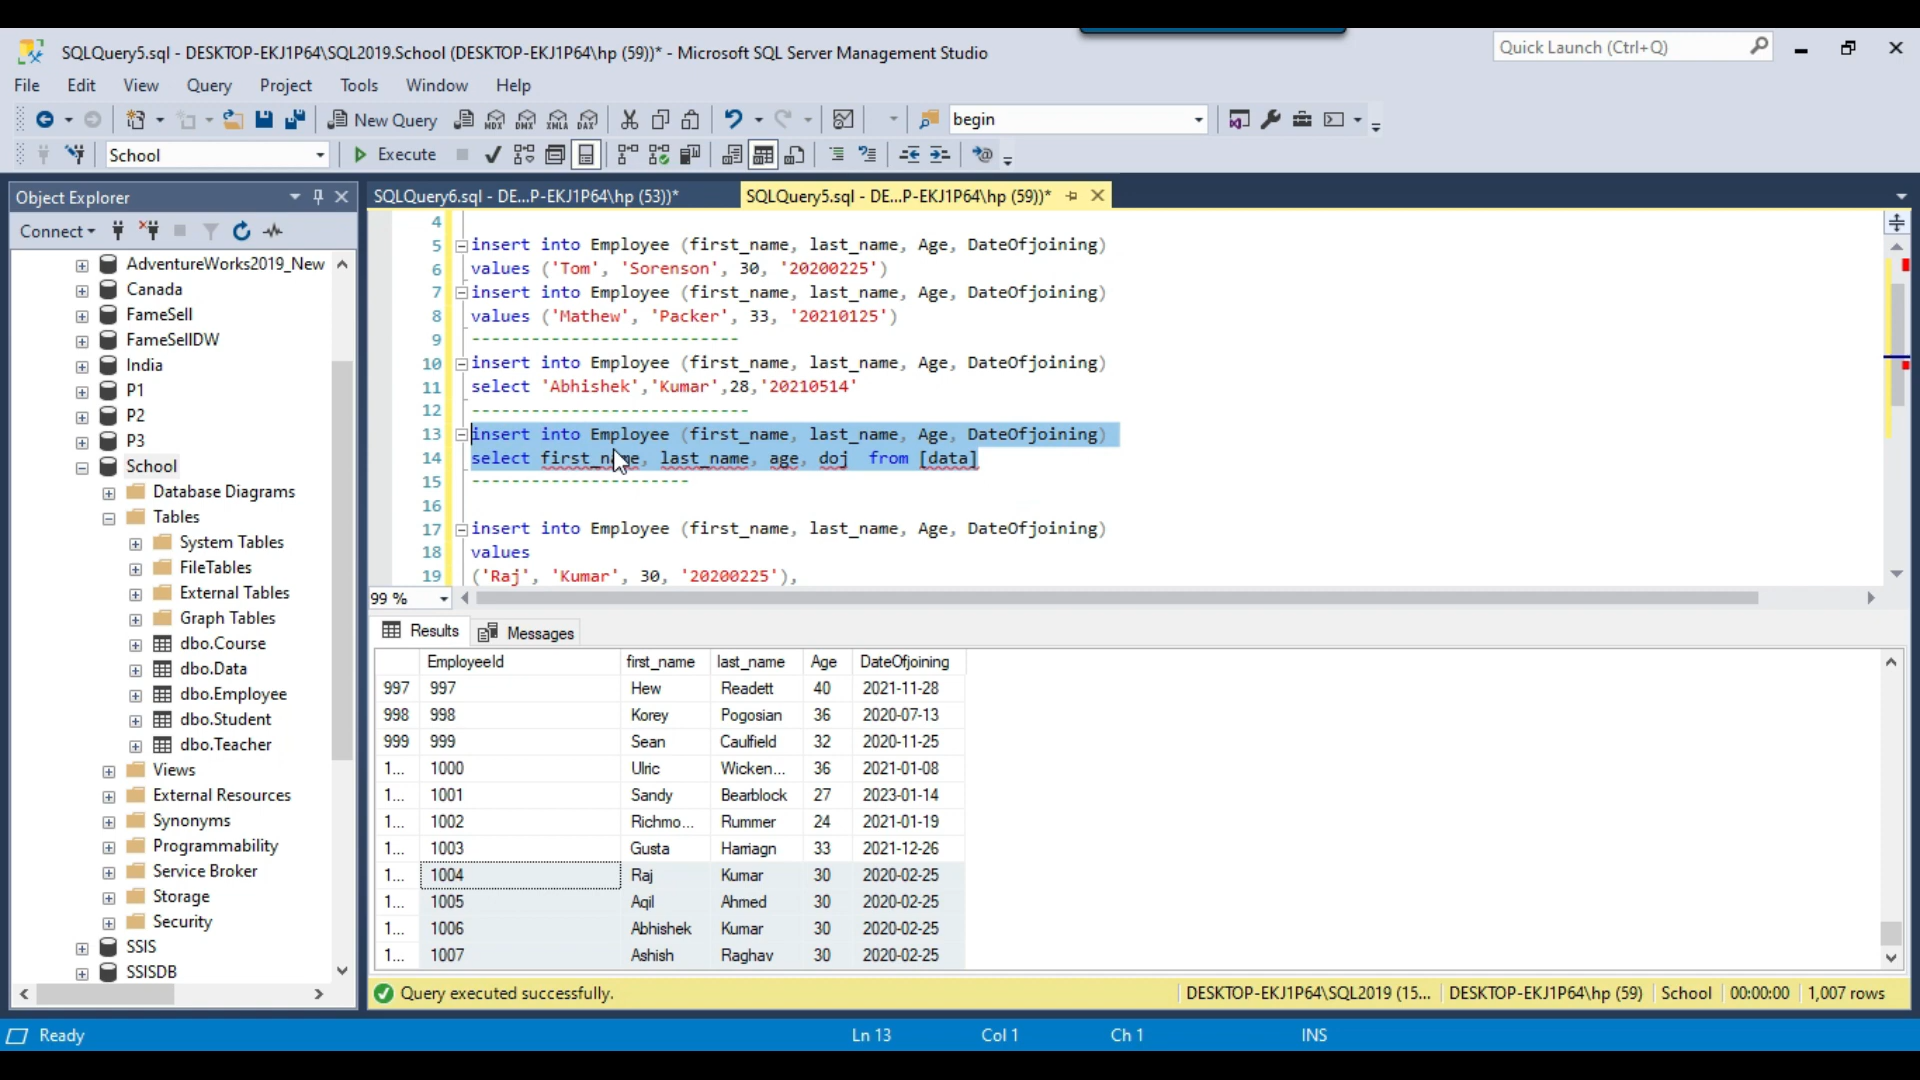 SQLQuery5.sql - DESKTOP-EKJ1P64\SQL2019.School (DESKTOP-EKJ1P64\hp (59))* - Microsoft SQL Server Management Studio
Quick Launch (Ctrl+Q)
File Edit View Query Project Tools Window Help
New Query MDX DMX XMLA DAX begin
School Execute
Object Explorer
SQLQuery6.sql - DE...P-EKJ1P64\hp (53))*
SQLQuery5.sql - DE...P-EKJ1P64\hp (59))*
Connect
AdventureWorks2019_New
Canada
FameSell
FameSellDW
India
P1
P2
P3
School
Database Diagrams
Tables
System Tables
FileTables
External Tables
Graph Tables
dbo.Course
dbo.Data
dbo.Employee
dbo.Student
dbo.Teacher
Views
External Resources
Synonyms
Programmability
Service Broker
Storage
Security
SSIS
SSISDB
4
5 insert into Employee (first_name, last_name, Age, DateOfjoining)
6 values ('Tom', 'Sorenson', 30, '20200225')
7 insert into Employee (first_name, last_name, Age, DateOfjoining)
8 values ('Mathew', 'Packer', 33, '20210125')
9 ---------------------------
10 insert into Employee (first_name, last_name, Age, DateOfjoining)
11 select 'Abhishek','Kumar',28,'20210514'
12 ----------------------------
13 insert into Employee (first_name, last_name, Age, DateOfjoining)
14 select first_name, last_name, age, doj  from [data]
15 ----------------------
16
17 insert into Employee (first_name, last_name, Age, DateOfjoining)
18 values
19 ('Raj', 'Kumar', 30, '20200225'),
99 %
Results Messages
EmployeeId first_name last_name Age DateOfjoining
997 997 Hew Readett 40 2021-11-28
998 998 Korey Pogosian 36 2020-07-13
999 999 Sean Caulfield 32 2020-11-25
1... 1000 Ulric Wicken... 36 2021-01-08
1... 1001 Sandy Bearblock 27 2023-01-14
1... 1002 Richmo... Rummer 24 2021-01-19
1... 1003 Gusta Harriagn 33 2021-12-26
1... 1004 Raj Kumar 30 2020-02-25
1... 1005 Aqil Ahmed 30 2020-02-25
1... 1006 Abhishek Kumar 30 2020-02-25
1... 1007 Ashish Raghav 30 2020-02-25
Query executed successfully.
DESKTOP-EKJ1P64\SQL2019 (15... DESKTOP-EKJ1P64\hp (59) School 00:00:00 1,007 rows
Ready Ln 13 Col 1 Ch 1 INS